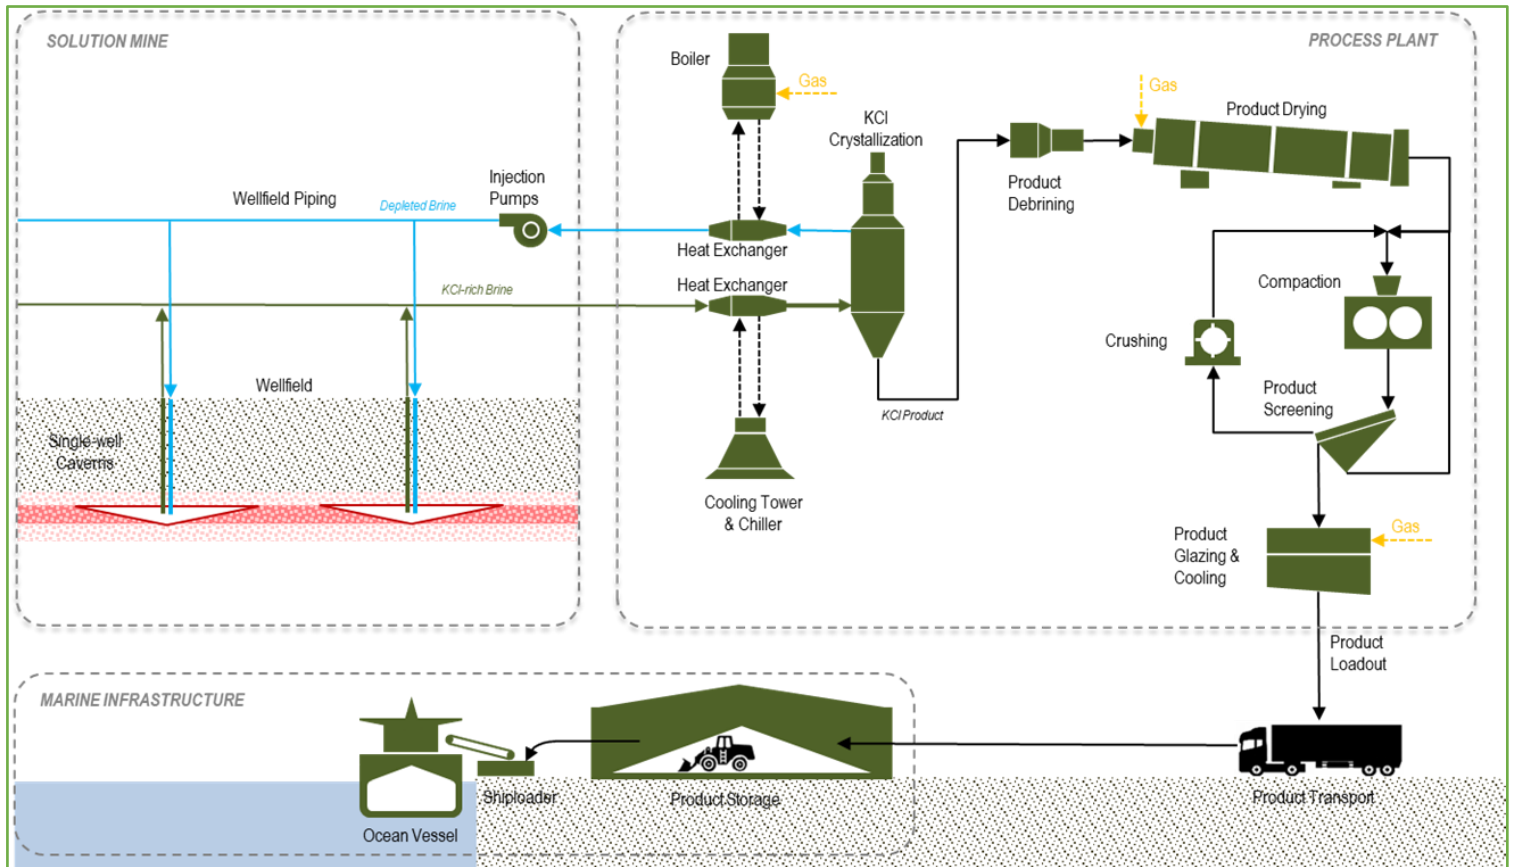 SOLUTION MINE
PROCESS PLANT
Boiler
Gas
Gas
KCl
Crystallization
Product Drying
Injection
Pumps
Wellfield Piping
Depleted Brine
Product
Debrining
Heat Exchanger
Heat Exchanger
KCl-rich Brine
Compaction
Crushing
Wellfield
Product
Screening
KCl Product
Single-well
Caverns
Cooling Tower
& Chiller
Product
Glazing &
Cooling
Gas
Product
Loadout
MARINE INFRASTRUCTURE
Shiploader
Product Storage
Product Transport
Ocean Vessel